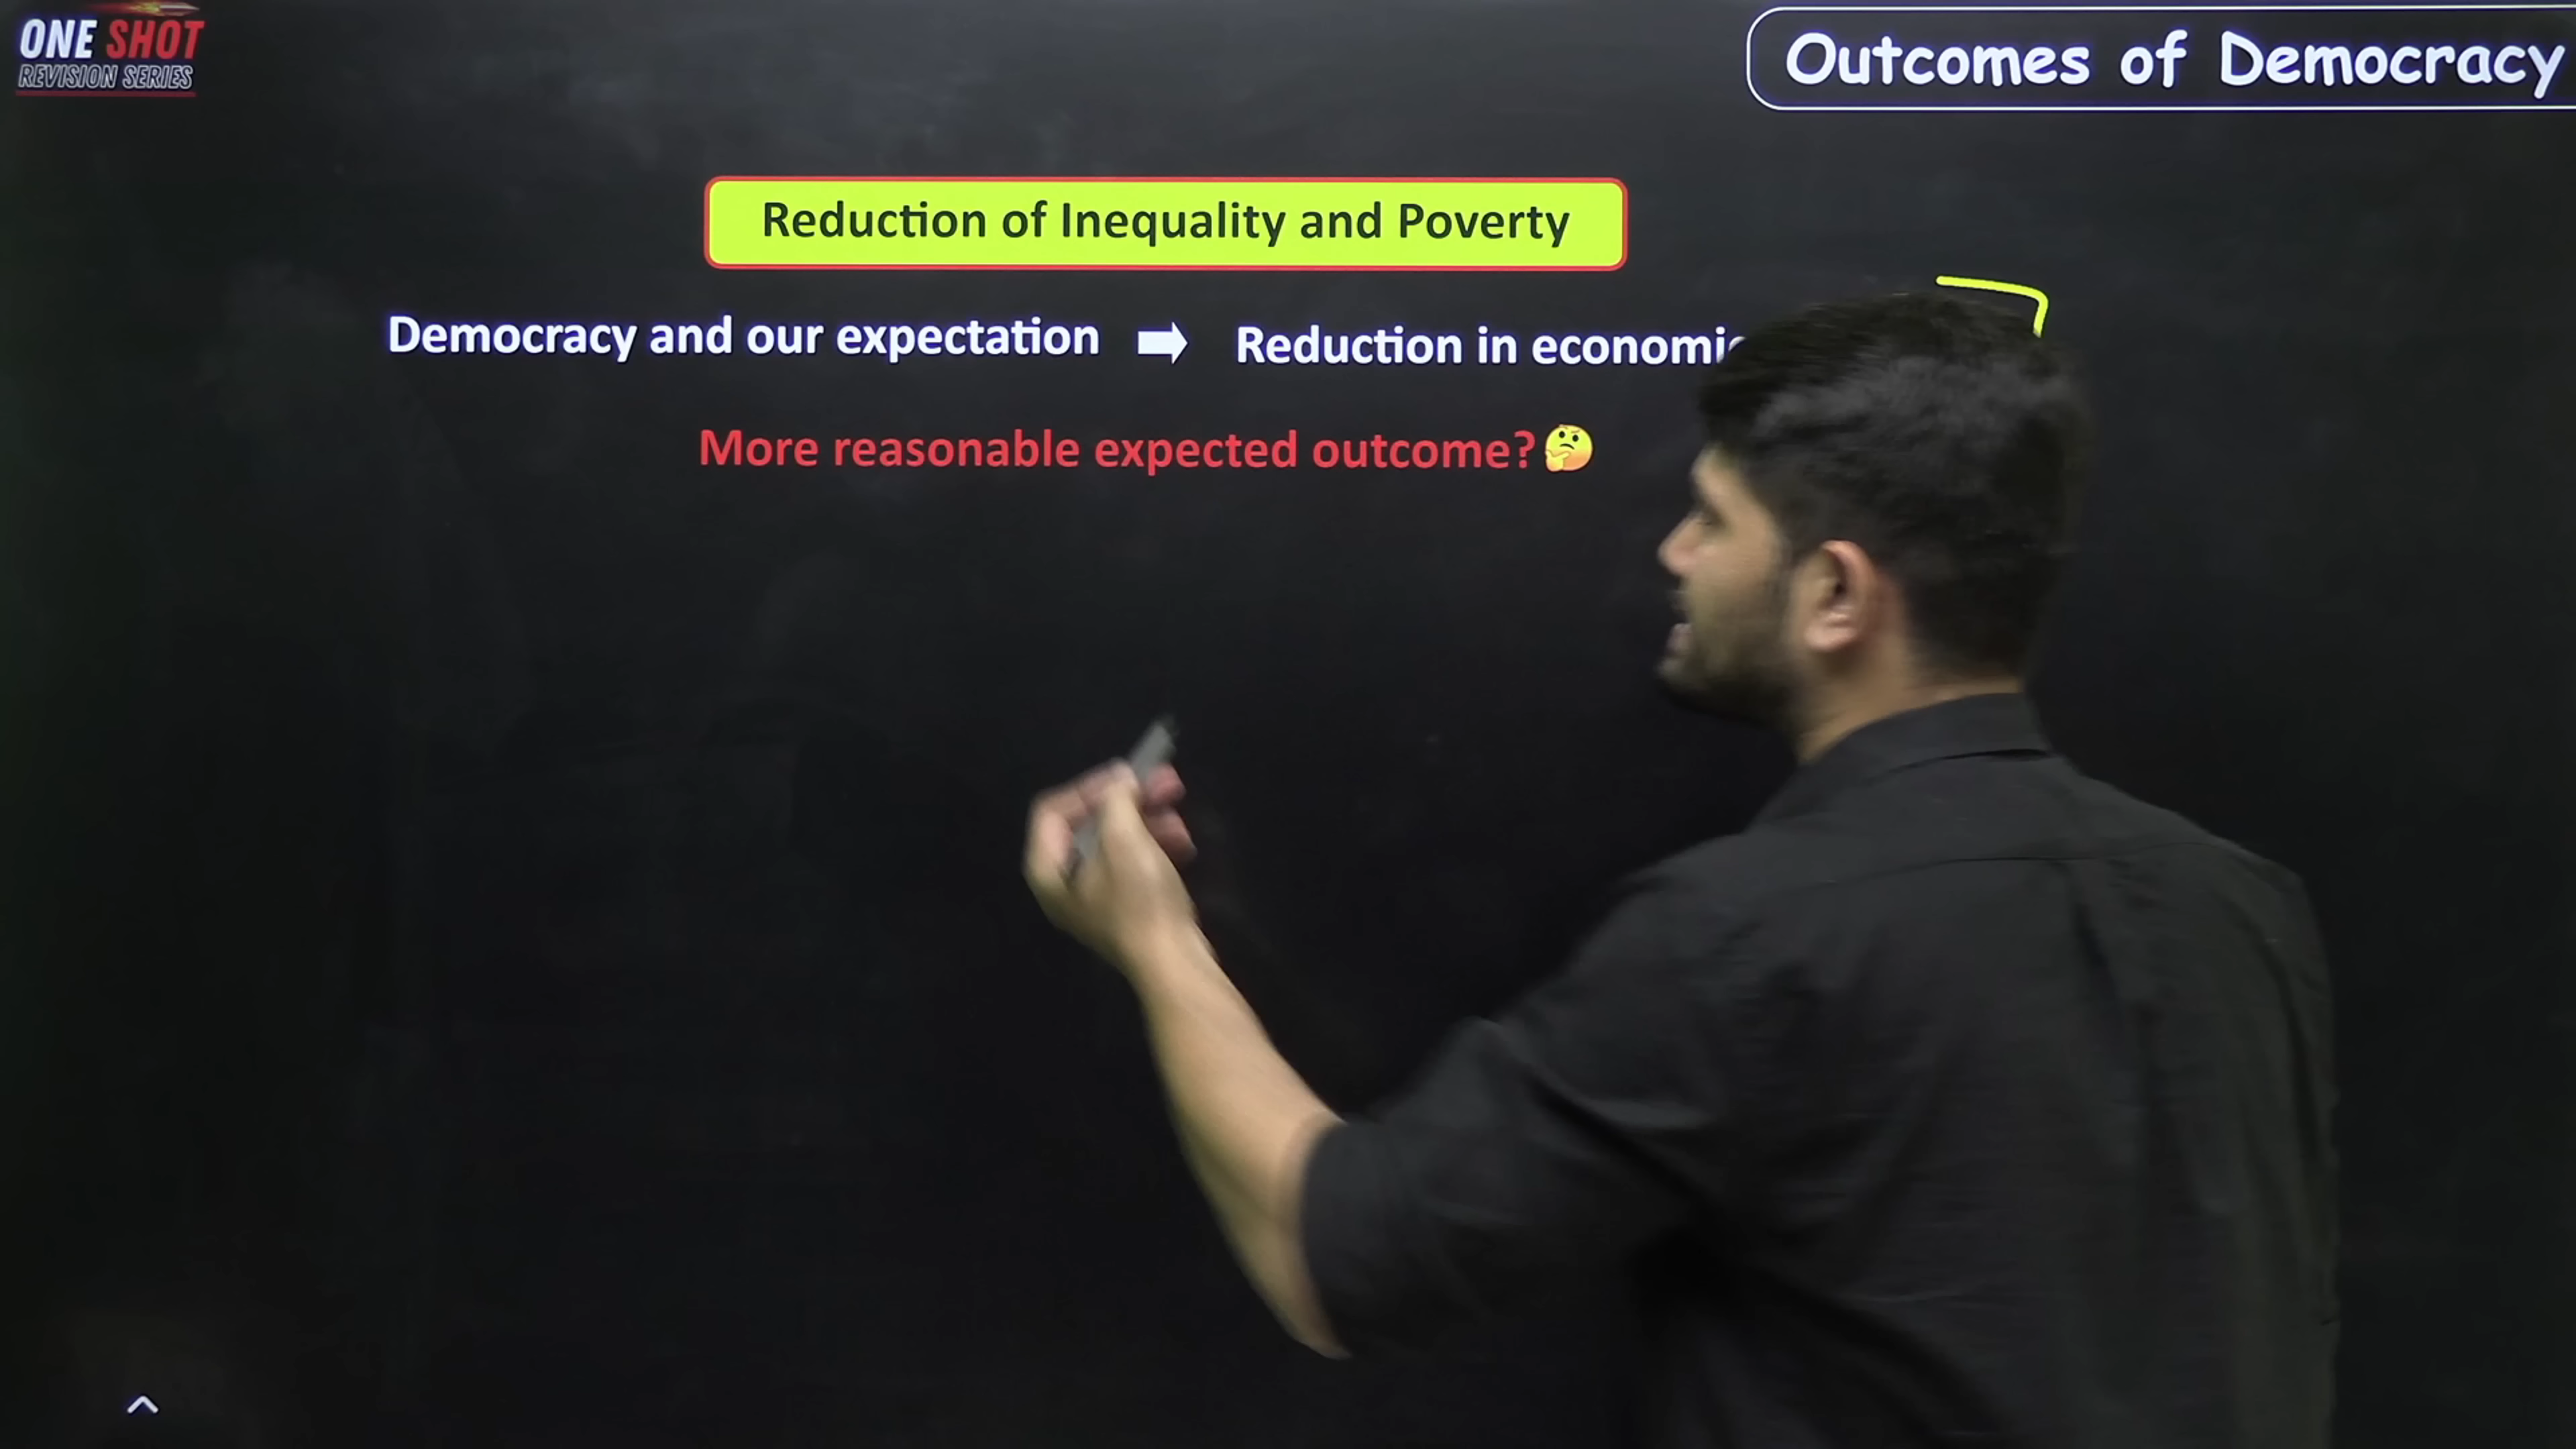 ONE SHOT
REVISION SERIES
Outcomes of Democracy
Reduction of Inequality and Poverty
Democracy and our expectation ➡ Reduction in economic
More reasonable expected outcome?🤔